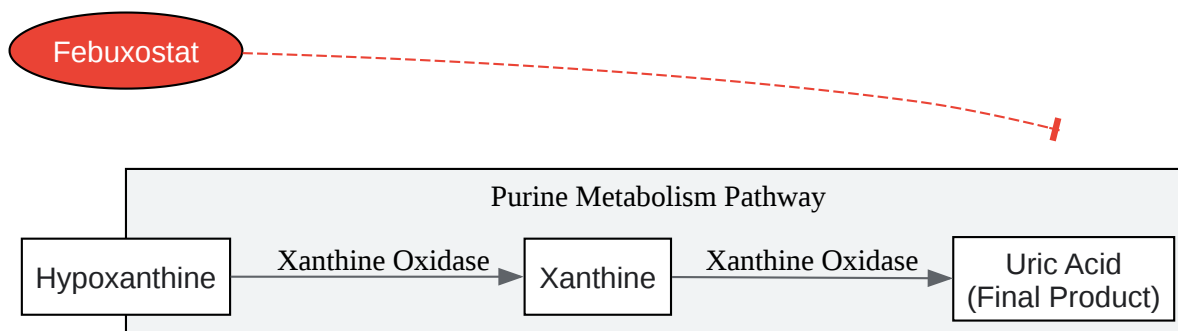 Febuxostat
Purine Metabolism Pathway
Hypoxanthine
Xanthine Oxidase
Xanthine
Xanthine Oxidase
Uric Acid
(Final Product)